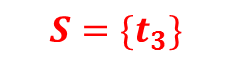 S = {t₃}